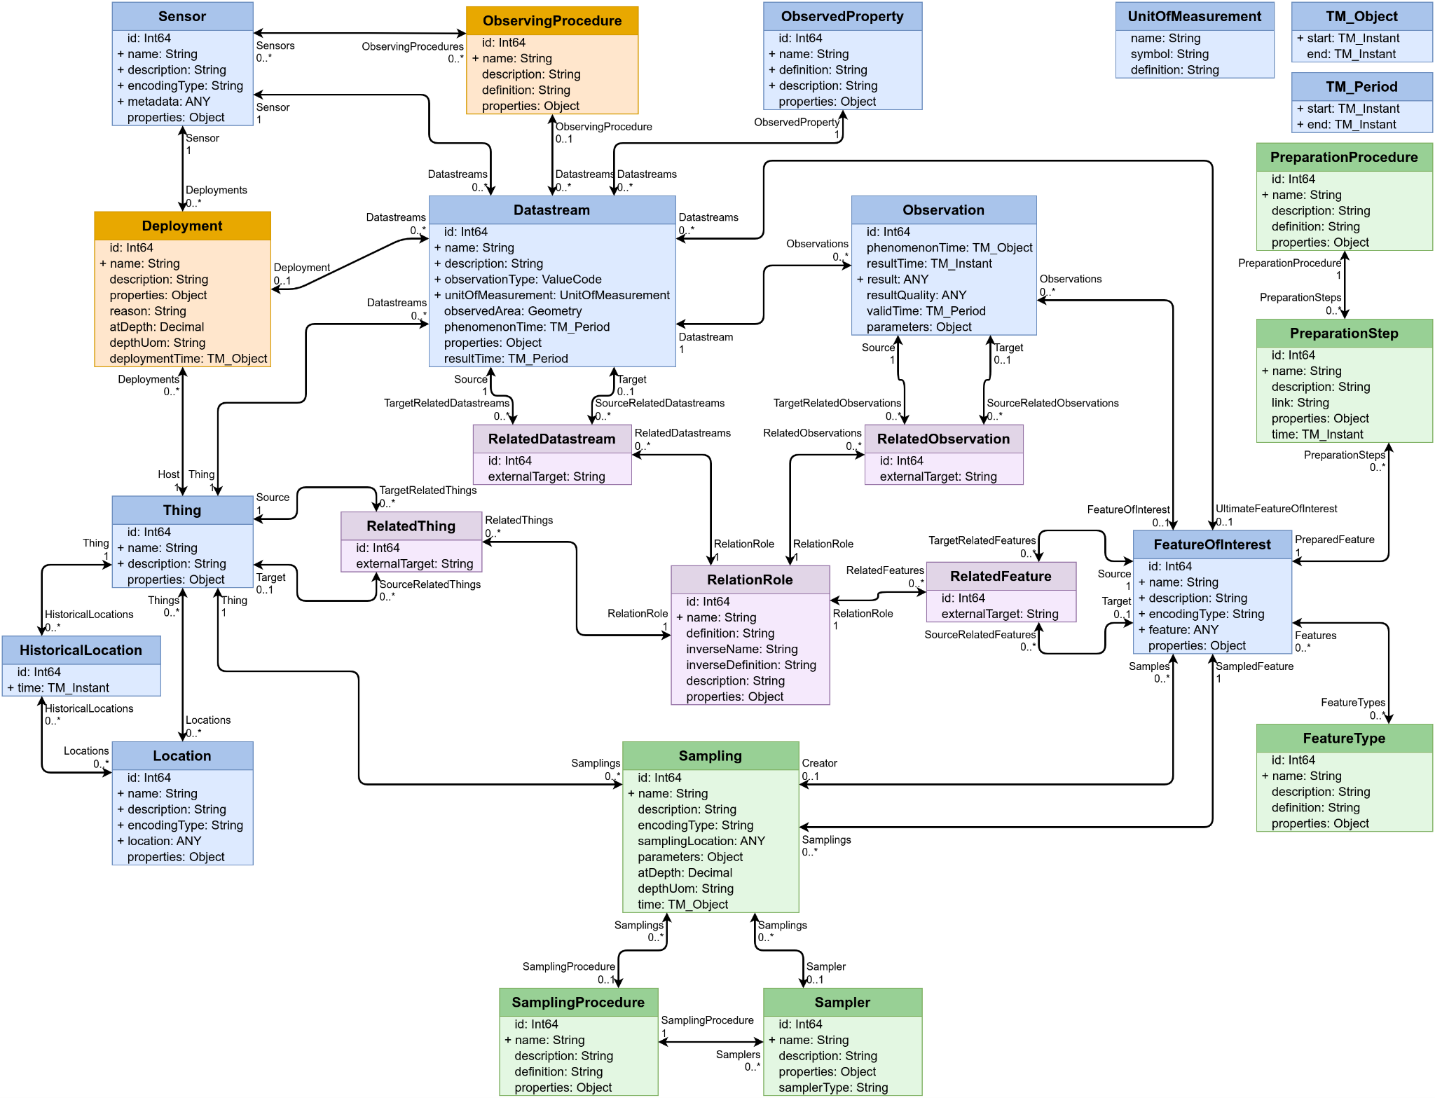 Sensor
id: Int64
+ name: String
+ description: String
+ encodingType: String
+ metadata: ANY
properties: Object
Sensors
0..*
ObservingProcedures
0..*
ObservingProcedure
id: Int64
+ name: String
description: String
definition: String
properties: Object
ObservedProperty
id: Int64
+ name: String
+ definition: String
+ description: String
properties: Object
UnitOfMeasurement
name: String
symbol: String
definition: String
TM_Object
+ start: TM_Instant
end: TM_Instant
TM_Period
+ start: TM_Instant
+ end: TM_Instant
Sensor
1
Sensor
1
Deployments
0..*
Datastreams
0..*
ObservingProcedure
0..1
Datastreams
0..*
ObservedProperty
1
Datastreams
0..*
PreparationProcedure
id: Int64
+ name: String
description: String
definition: String
properties: Object
PreparationProcedure
1
PreparationSteps
0..*
PreparationStep
id: Int64
+ name: String
description: String
link: String
properties: Object
time: TM_Instant
PreparationSteps
0..*
Deployment
id: Int64
+ name: String
description: String
properties: Object
reason: String
atDepth: Decimal
depthUom: String
deploymentTime: TM_Object
Deployment
0..1
Datastreams
0..*
Datastreams
0..*
Datastream
id: Int64
+ name: String
+ description: String
+ observationType: ValueCode
+ unitOfMeasurement: UnitOfMeasurement
observedArea: Geometry
phenomenonTime: TM_Period
properties: Object
resultTime: TM_Period
Datastreams
0..*
Datastream
1
Observations
0..*
Observation
id: Int64
phenomenonTime: TM_Object
resultTime: TM_Instant
+ result: ANY
resultQuality: ANY
validTime: TM_Period
parameters: Object
Observations
0..*
Source
1
Target
0..1
TargetRelatedDatastreams
0..*
SourceRelatedDatastreams
0..*
RelatedDatastream
id: Int64
externalTarget: String
RelatedDatastreams
0..*
Source
1
Target
0..1
TargetRelatedObservations
0..*
SourceRelatedObservations
0..*
RelatedObservation
id: Int64
externalTarget: String
RelatedObservations
0..*
Deployments
0..*
Host
1
Thing
1
Thing
id: Int64
+ name: String
+ description: String
properties: Object
Source
1
Target
0..1
TargetRelatedThings
0..*
RelatedThing
id: Int64
externalTarget: String
RelatedThings
0..*
SourceRelatedThings
0..*
RelationRole
1
RelationRole
1
RelationRole
1
RelationRole
id: Int64
+ name: String
definition: String
inverseName: String
inverseDefinition: String
description: String
properties: Object
RelationRole
1
RelatedFeatures
0..*
RelatedFeature
id: Int64
externalTarget: String
TargetRelatedFeatures
0..*
SourceRelatedFeatures
0..*
Source
1
Target
0..1
FeatureOfInterest
0..1
UltimateFeatureOfInterest
0..1
PreparedFeature
1
FeatureOfInterest
id: Int64
+ name: String
+ description: String
+ encodingType: String
+ feature: ANY
properties: Object
Features
0..*
FeatureTypes
0..*
FeatureType
id: Int64
+ name: String
description: String
definition: String
properties: Object
Samples
0..*
SampledFeature
1
Thing
1
HistoricalLocations
0..*
HistoricalLocation
id: Int64
+ time: TM_Instant
HistoricalLocations
0..*
Locations
0..*
Things
0..*
Thing
1
Locations
0..*
Location
id: Int64
+ name: String
+ description: String
+ encodingType: String
+ location: ANY
properties: Object
Samplings
0..*
Sampling
id: Int64
+ name: String
description: String
encodingType: String
samplingLocation: ANY
parameters: Object
atDepth: Decimal
depthUom: String
time: TM_Object
Creator
0..1
Samplings
0..*
Samplings
0..*
Samplings
0..*
SamplingProcedure
0..1
Sampler
0..1
SamplingProcedure
id: Int64
+ name: String
description: String
definition: String
properties: Object
SamplingProcedure
1
Samplers
0..*
Sampler
id: Int64
+ name: String
description: String
properties: Object
samplerType: String